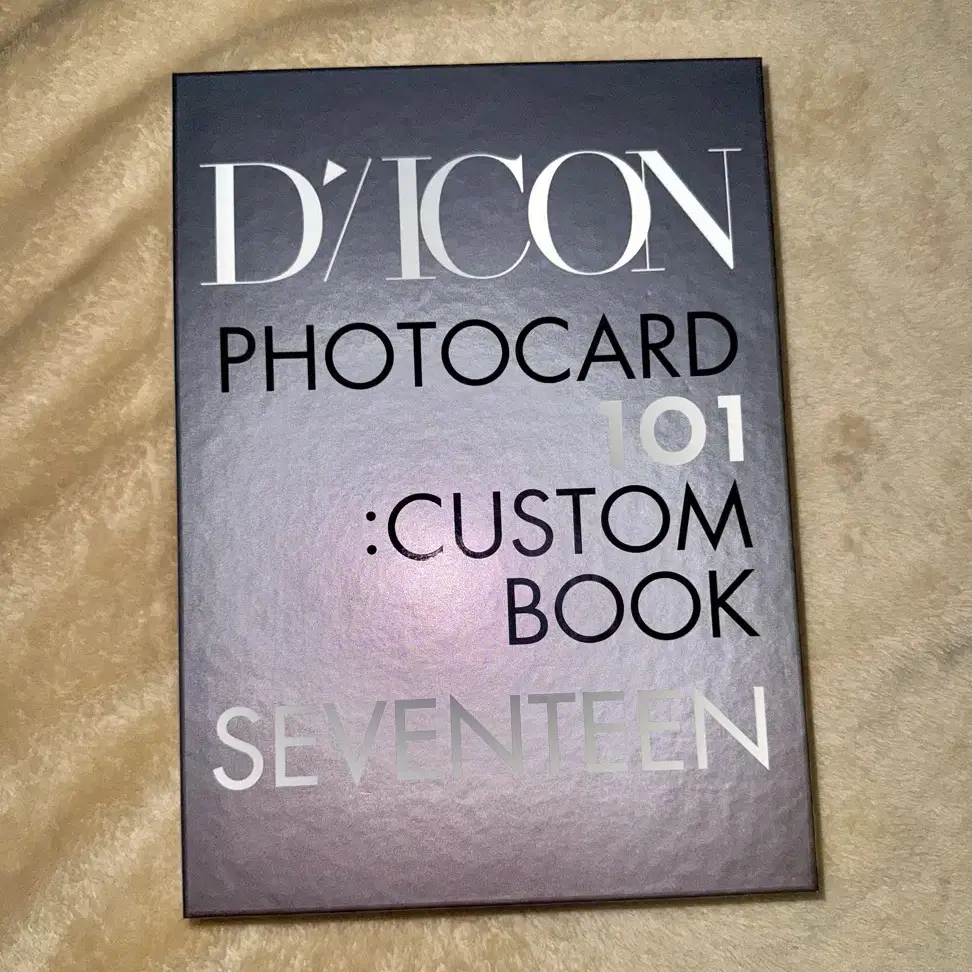 D'/ICON
PHOTOCARD
101
:CUSTOM
BOOK
SEVENTEEN